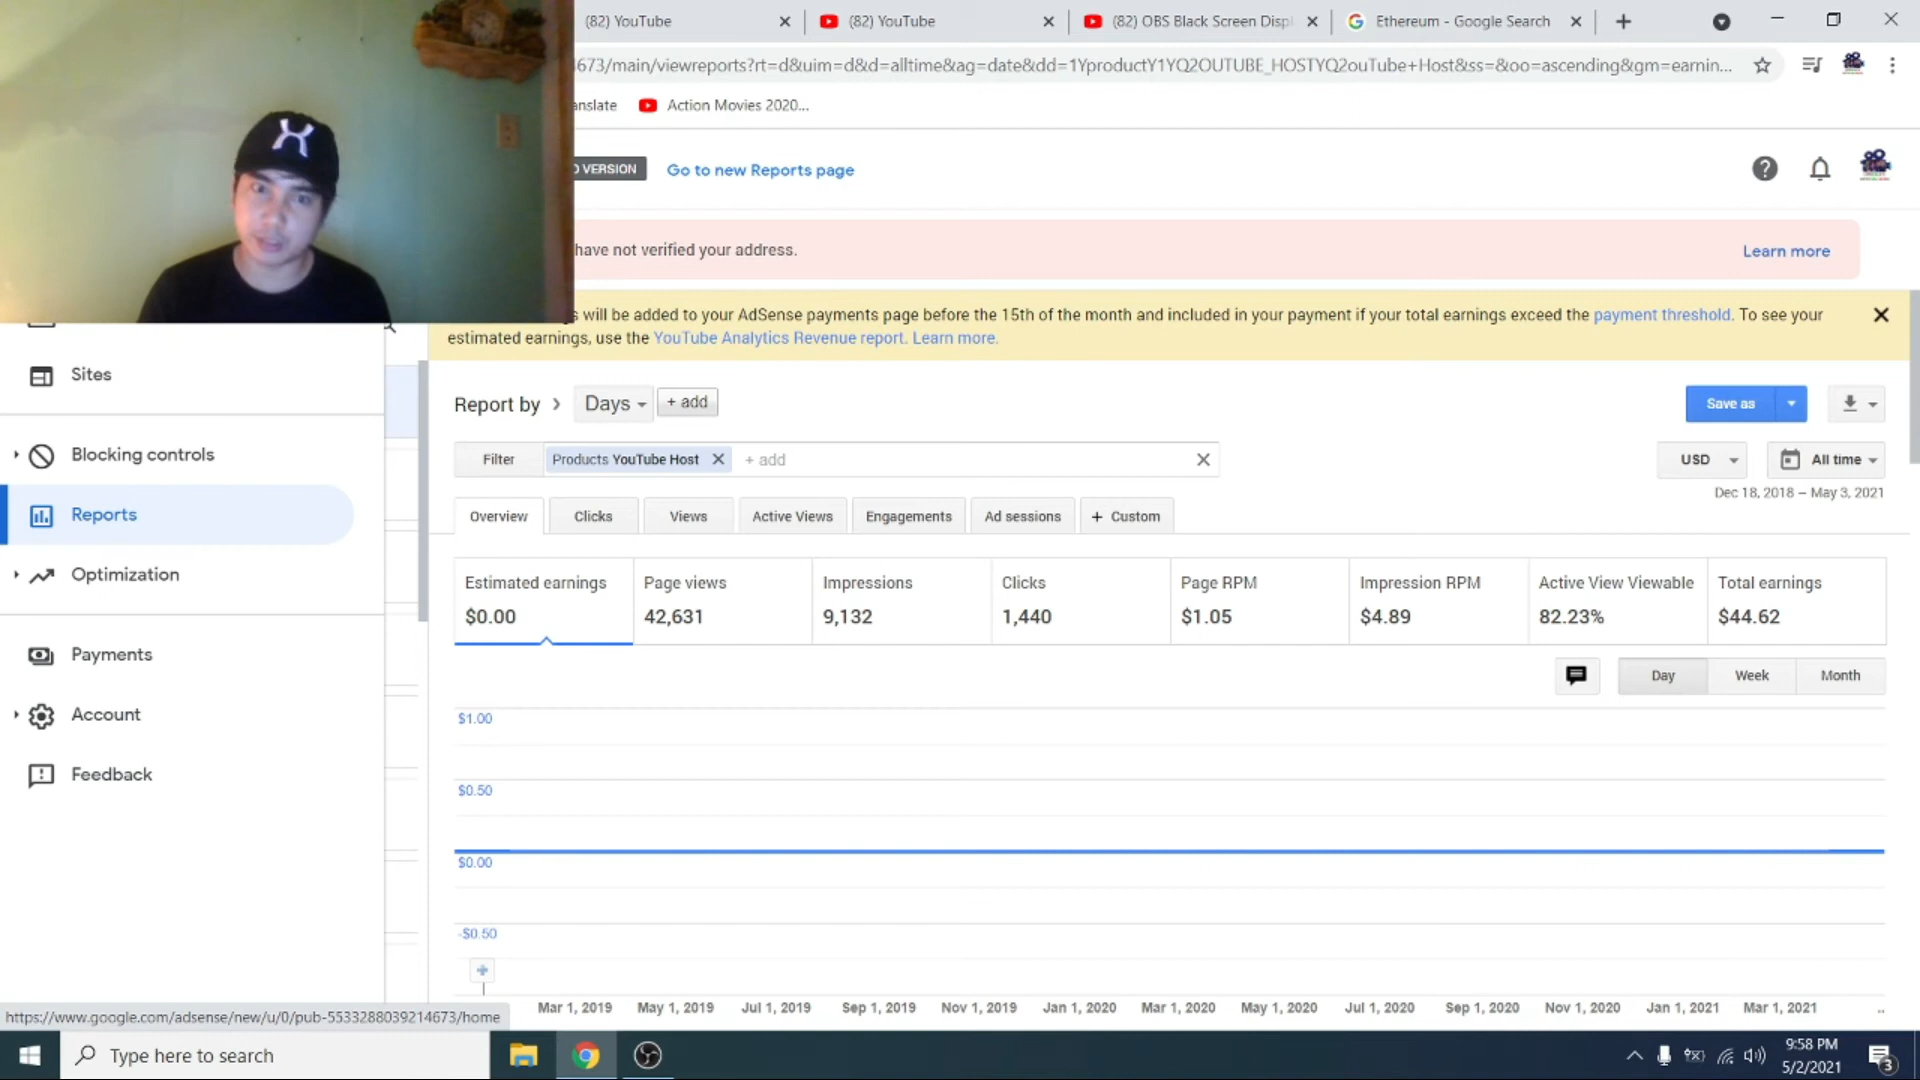 (82) YouTube
(82) YouTube
(82) OBS Black Screen Displ
Ethereum - Google Search
673/main/viewreports?rt=d&uim=d&d=alltime&ag=date&dd=1YproductY1YQ2OUTUBE_HOSTYQ2ouTube+Host&ss=&oo=ascending&gm=earnin...
anslate
Action Movies 2020...
VERSION
Go to new Reports page
have not verified your address.
Learn more
will be added to your AdSense payments page before the 15th of the month and included in your payment if your total earnings exceed the payment threshold. To see your
estimated earnings, use the YouTube Analytics Revenue report. Learn more.
Sites
Blocking controls
Reports
Optimization
Payments
Account
Feedback
Report by
Days
+ add
Save as
Filter
Products YouTube Host
+ add
USD
All time
Dec 18, 2018 – May 3, 2021
Overview
Clicks
Views
Active Views
Engagements
Ad sessions
+ Custom
Estimated earnings
$0.00
Page views
42,631
Impressions
9,132
Clicks
1,440
Page RPM
$1.05
Impression RPM
$4.89
Active View Viewable
82.23%
Total earnings
$44.62
Day
Week
Month
$1.00
$0.50
$0.00
-$0.50
Mar 1, 2019
May 1, 2019
Jul 1, 2019
Sep 1, 2019
Nov 1, 2019
Jan 1, 2020
Mar 1, 2020
May 1, 2020
Jul 1, 2020
Sep 1, 2020
Nov 1, 2020
Jan 1, 2021
Mar 1, 2021
..
https://www.google.com/adsense/new/u/0/pub-5533288039214673/home
Type here to search
9:58 PM
5/2/2021
3